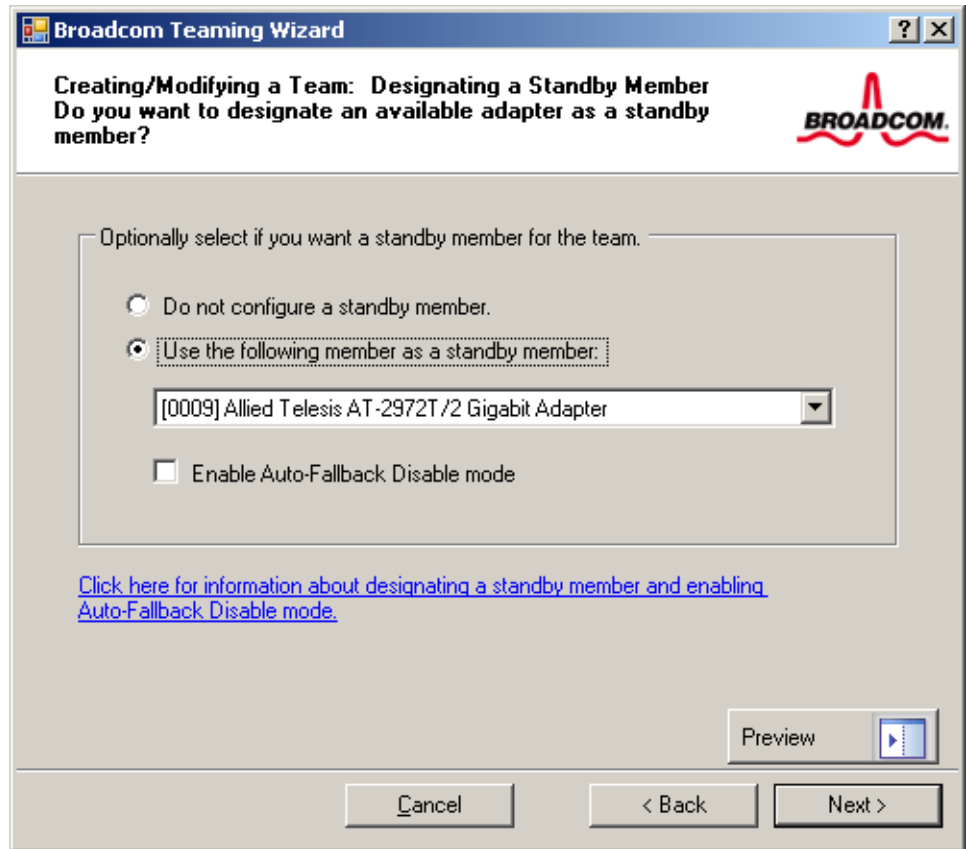 Broadcom Teaming Wizard
?
Creating/Modifying a Team:  Designating a Standby Member
Do you want to designate an available adapter as a standby
member?
BROADCOM.
Optionally select if you want a standby member for the team.
Do not configure a standby member.
Use the following member as a standby member:
[0009] Allied Telesis AT-2972T/2 Gigabit Adapter
Enable Auto-Fallback Disable mode
Click here for information about designating a standby member and enabling
Auto-Fallback Disable mode.
Preview
Cancel
< Back
Next >